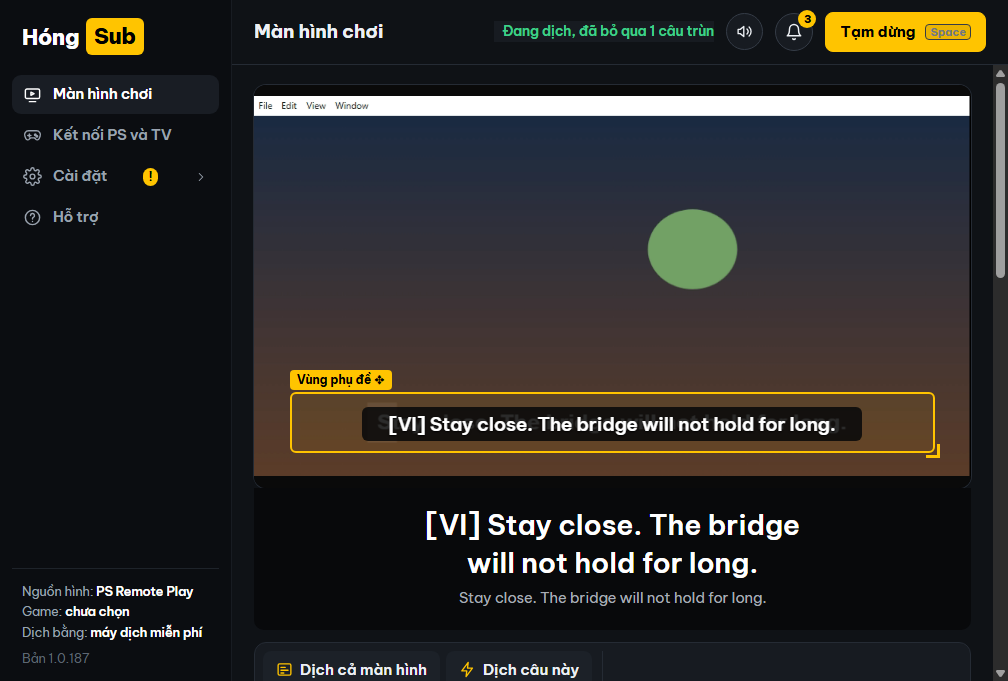 Hóng Sub
Màn hình chơi
Kết nối PS và TV
Cài đặt !
Hỗ trợ
Nguồn hình: PS Remote Play
Game: chưa chọn
Dịch bằng: máy dịch miễn phí
Bản 1.0.187
Màn hình chơi
Đang dịch, đã bỏ qua 1 câu trùn
3
Tạm dừng Space
File Edit View Window
Vùng phụ đề
[VI] Stay close. The bridge will not hold for long.
[VI] Stay close. The bridge
will not hold for long.
Stay close. The bridge will not hold for long.
Dịch cả màn hình
Dịch câu này